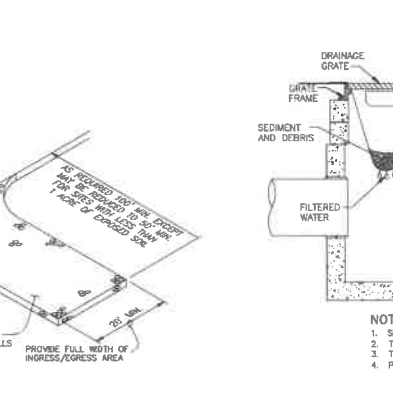 AS REQUIRED 100' MIN. EXCEPT
MAY BE REDUCED TO 50' MIN.
FOR SITES WITH LESS THAN
1 ACRE OF EXPOSED SOIL
20' MIN.
LLS
PROVIDE FULL WIDTH OF
INGRESS/EGRESS AREA
DRAINAGE
GRATE
GRATE
FRAME
SEDIMENT
AND DEBRIS
FILTERED
WATER
NOT
1. S
2. T
3. T
4. P